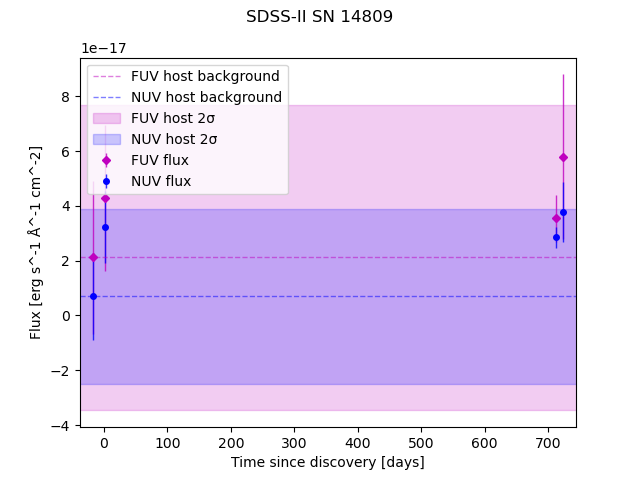 SDSS-II SN 14809
1e−17
FUV host background
NUV host background
FUV host 2σ
NUV host 2σ
FUV flux
NUV flux
8
6
4
2
0
−2
−4
Flux [erg s^-1 Å^-1 cm^-2]
0 100 200 300 400 500 600 700
Time since discovery [days]